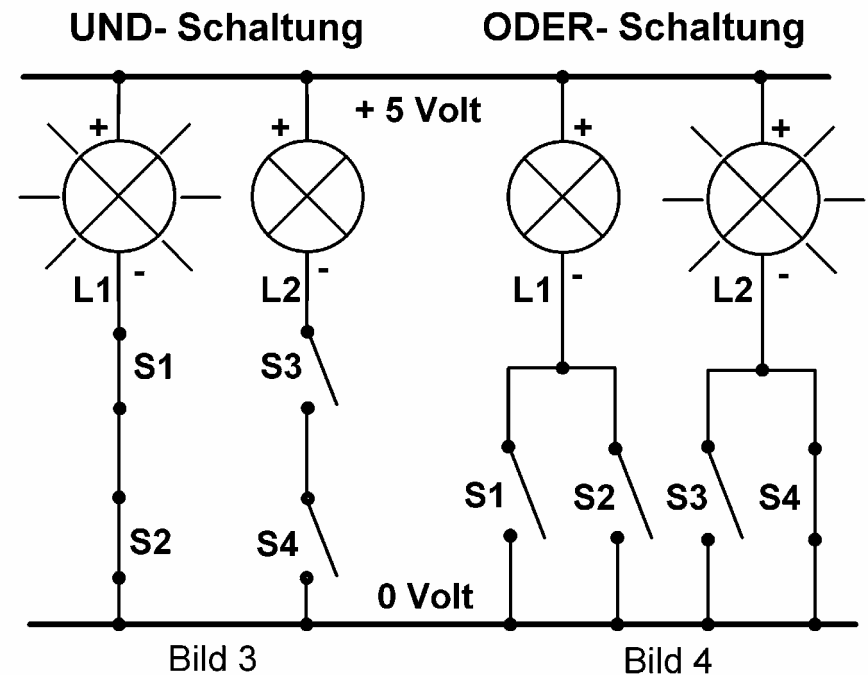 UND- Schaltung
ODER- Schaltung
+ 5 Volt
+ + + +
L1 - L2 - L1 - L2 -
S1 S3
S1 S2 S3 S4
S2 S4
0 Volt
Bild 3
Bild 4